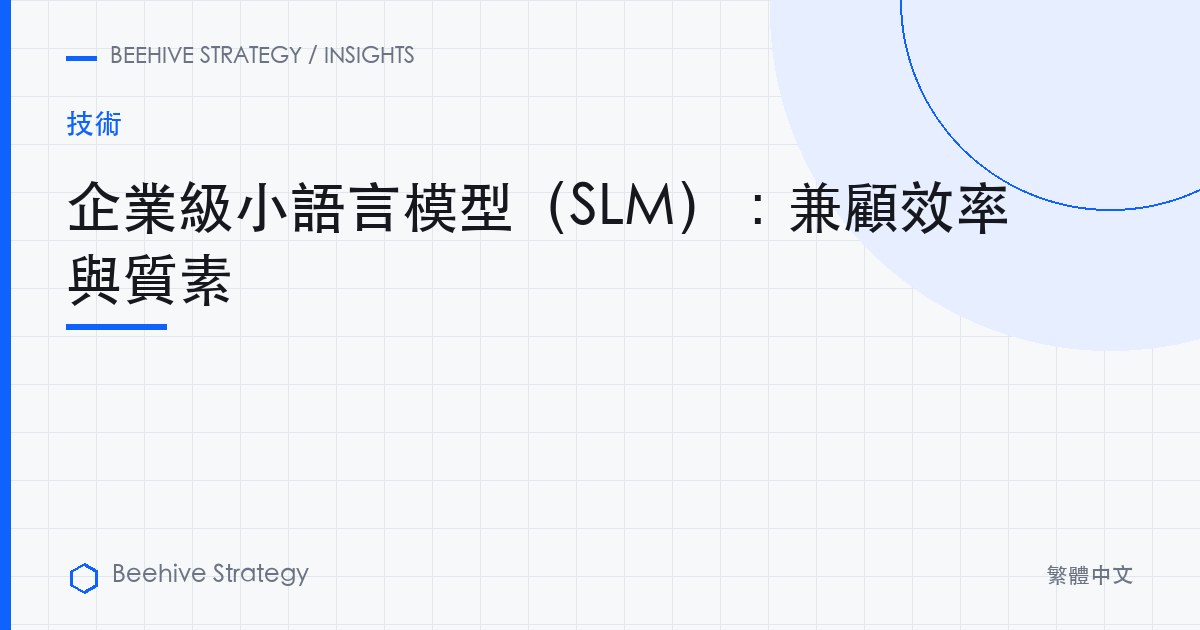 BEEHIVE STRATEGY / INSIGHTS
技術
企業級小語言模型（SLM）：兼顧效率
與質素
Beehive Strategy
繁體中文